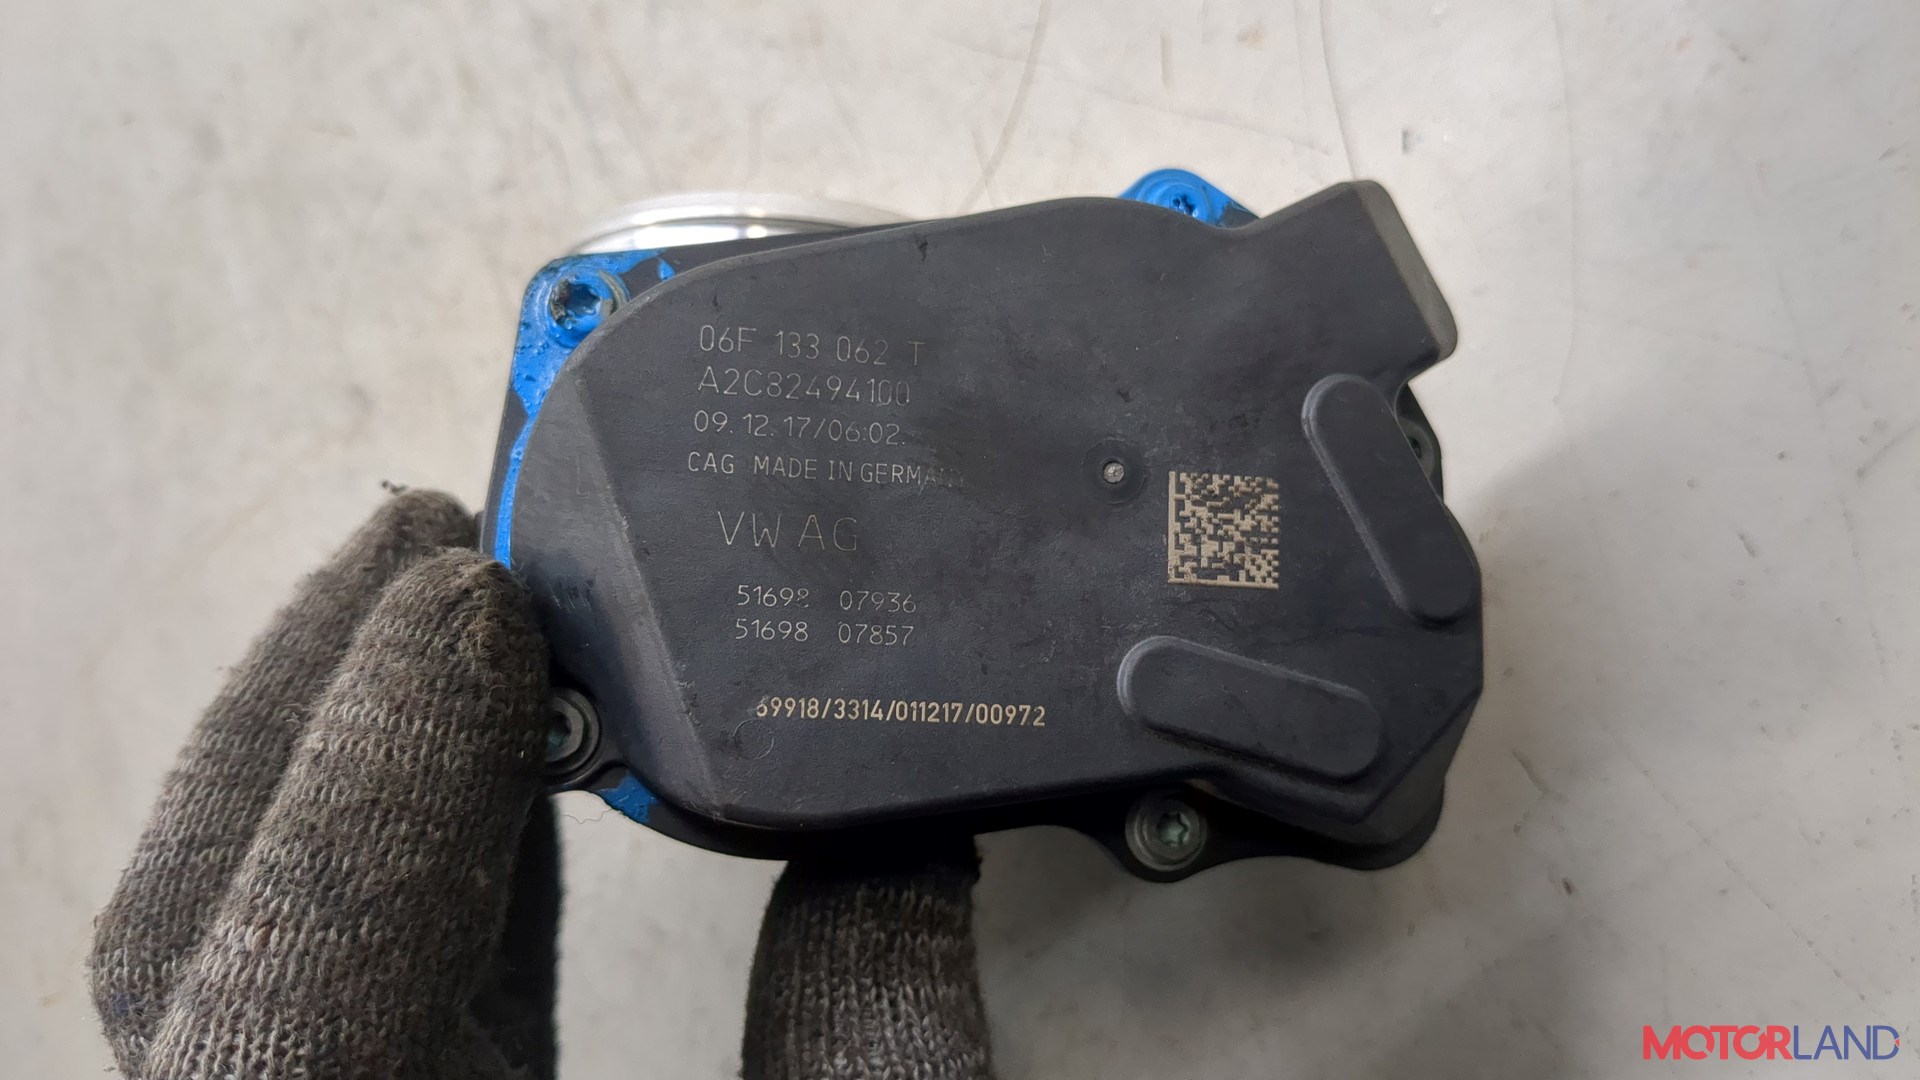 06F 133 062 T
A2C82494100
09.12.17/06:02.
CAG MADE IN GERMANY
VW AG
51698 07936
51698 07857
69918/3314/011217/00972
MOTORLAND